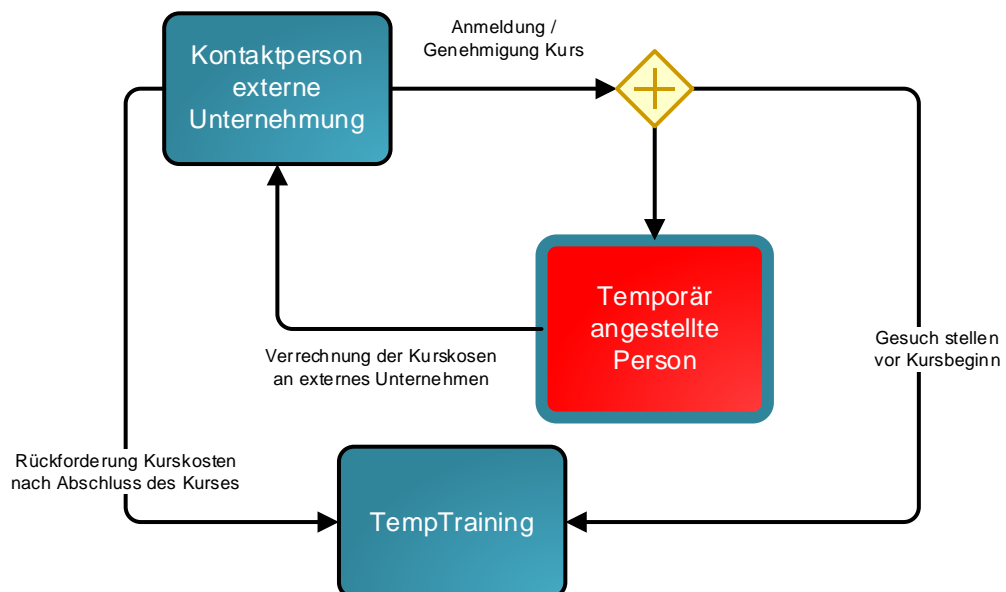 Kontaktperson
externe
Unternehmung
Anmeldung /
Genehmigung Kurs
Temporär
angestellte
Person
Verrechnung der Kurskosen
an externes Unternehmen
Gesuch stellen
vor Kursbeginn
Rückforderung Kurskosten
nach Abschluss des Kurses
TempTraining